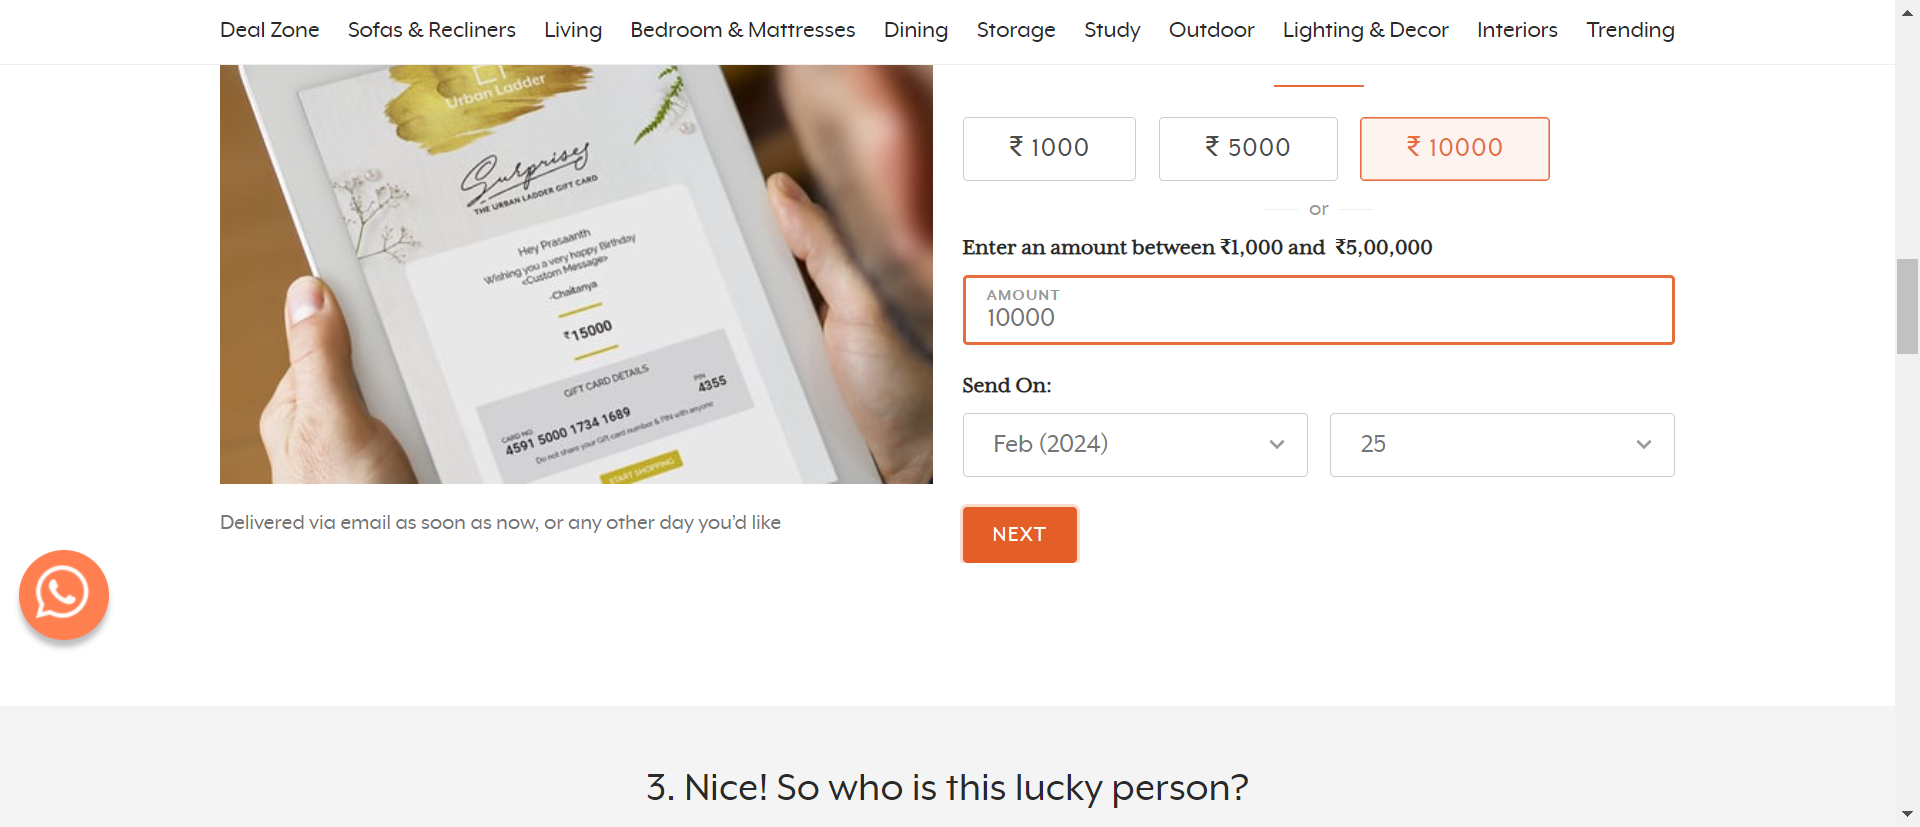 Deal Zone Sofas & Recliners Living Bedroom & Mattresses Dining Storage Study Outdoor Lighting & Decor Interiors Trending
Urban Ladder
Surprises
THE URBAN LADDER GIFT CARD
Hey Prasaanth
Wishing you a very happy Birthday
<Custom Message>
-Chaitanya
₹15000
GIFT CARD DETAILS
CARD NO. PIN
4591 5000 1734 1689 4355
Do not share your Gift card number & PIN with anyone
START SHOPPING
Delivered via email as soon as now, or any other day you’d like
₹ 1000 ₹ 5000 ₹ 10000
or
Enter an amount between ₹1,000 and ₹5,00,000
AMOUNT
10000
Send On:
Feb (2024) 25
NEXT
3. Nice! So who is this lucky person?